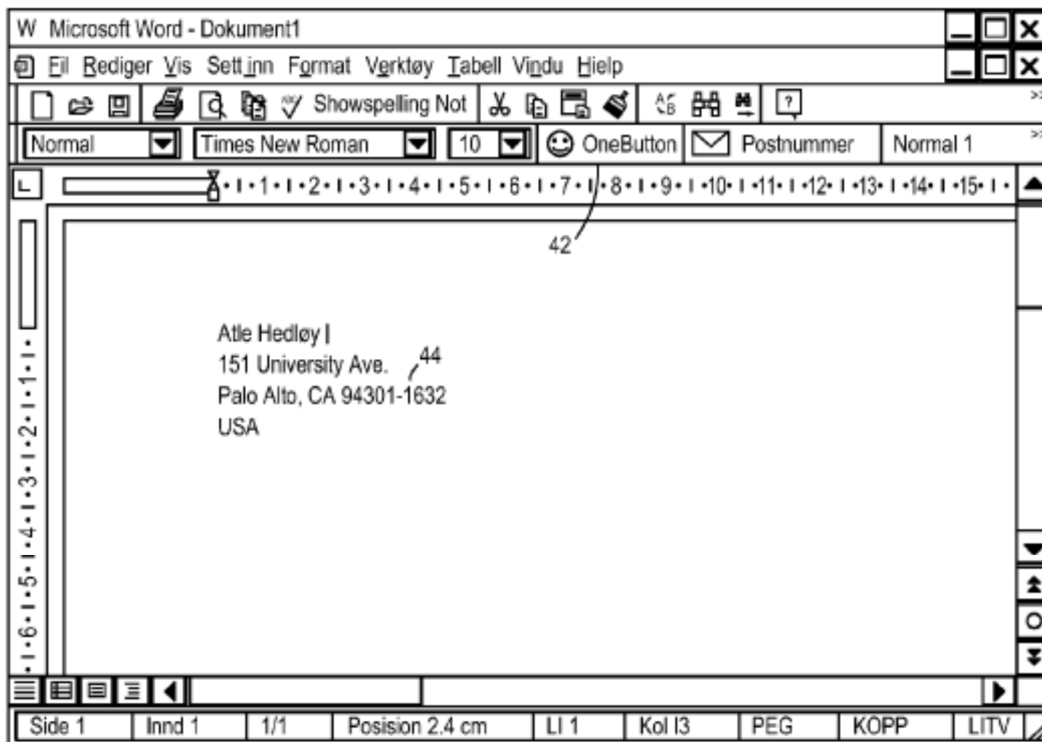 W Microsoft Word - Dokument1
Fil Rediger Vis Sett inn Format Verktøy Tabell Vindu Hielp
ABC Showspelling Not A B ? >>
Normal Times New Roman 10 OneButton Postnummer Normal 1 >>
L 1 2 3 4 5 6 7 8 9 10 11 12 13 14 15
42
Atle Hedløy
151 University Ave.
44
Palo Alto, CA 94301-1632
USA
1 2 3 4 5 6
Side 1 Innd 1 1/1 Posision 2.4 cm LI 1 Kol I3 PEG KOPP LITV